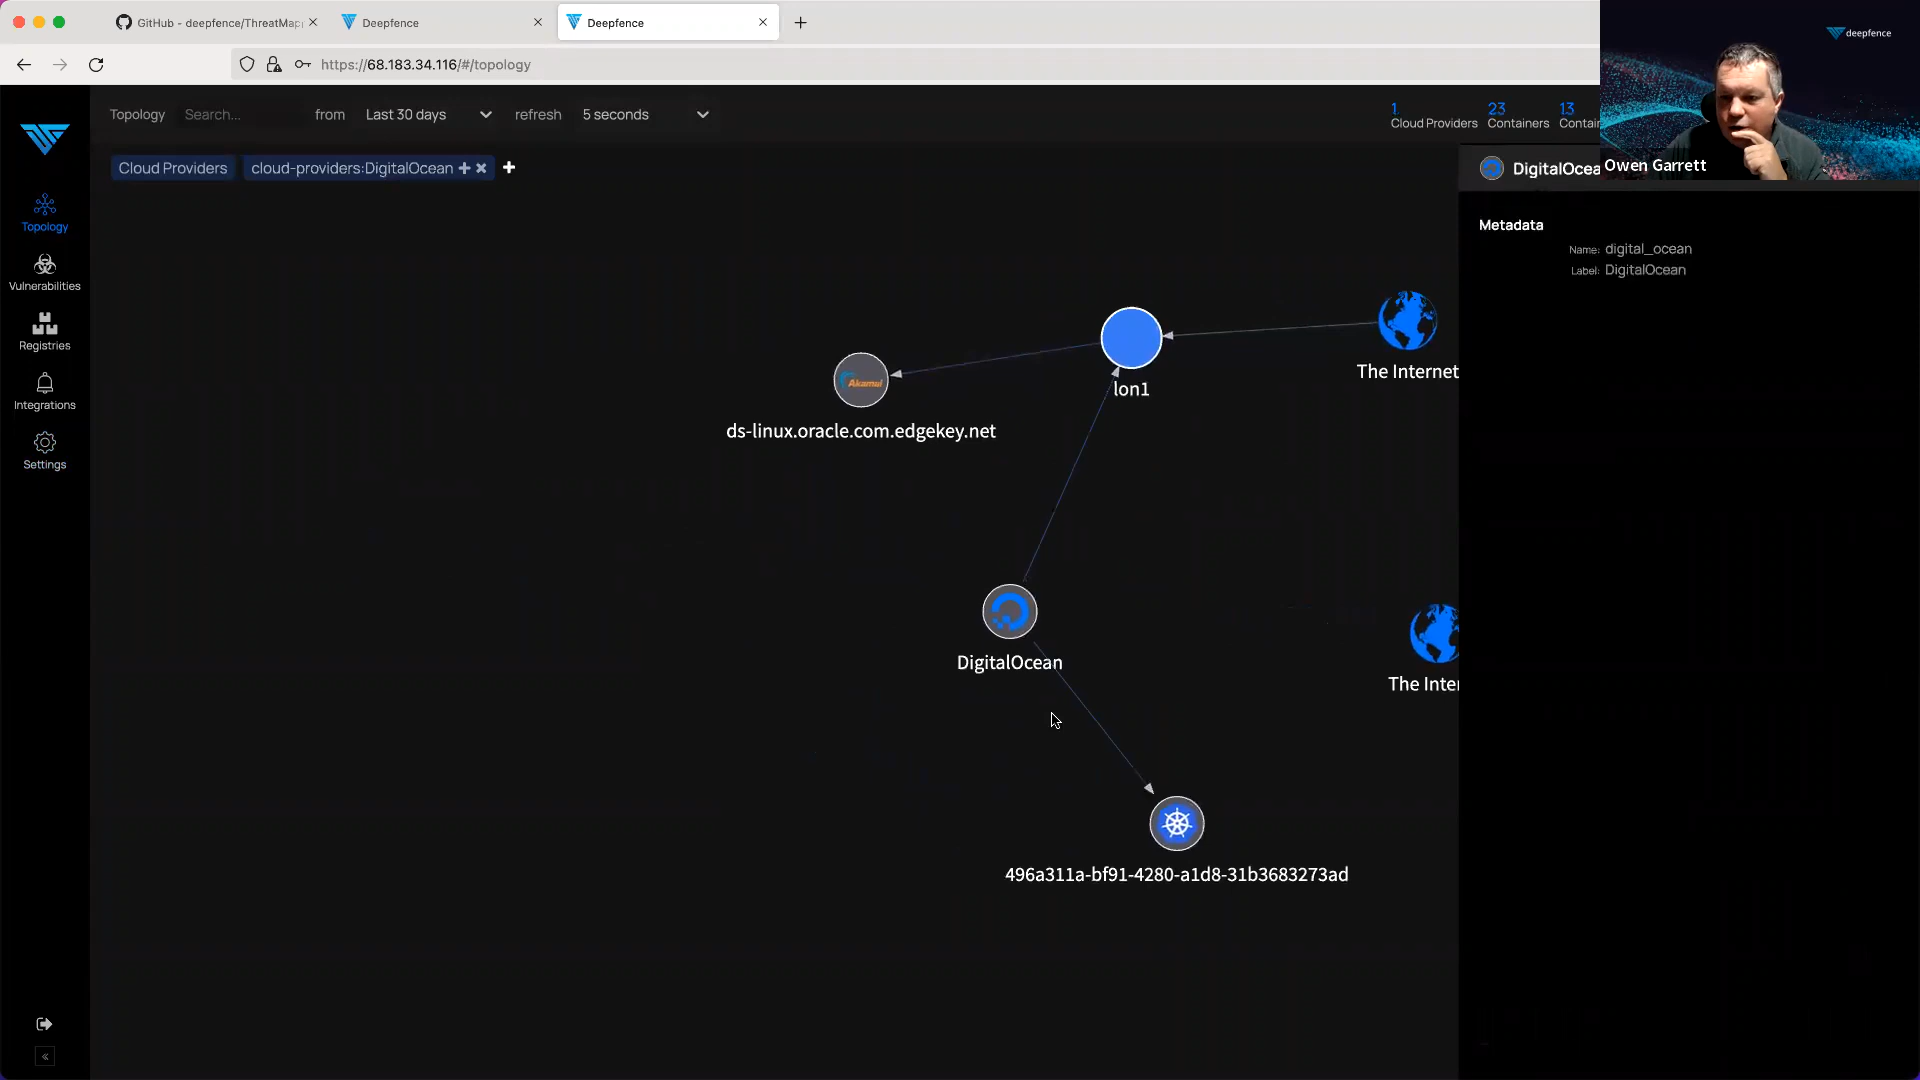 GitHub - deepfence/ThreatMap
Deepfence
Deepfence
https://68.183.34.116/#/topology
deepfence
Owen Garrett
Topology Search... from Last 30 days refresh 5 seconds
1 23 13
Cloud Providers Containers Contai
Cloud Providers cloud-providers:DigitalOcean
DigitalOcea
Topology
Vulnerabilities
Registries
Integrations
Settings
Metadata
Name: digital_ocean
Label: DigitalOcean
The Internet
lon1
Akamai
ds-linux.oracle.com.edgekey.net
DigitalOcean
The Inter
496a311a-bf91-4280-a1d8-31b3683273ad